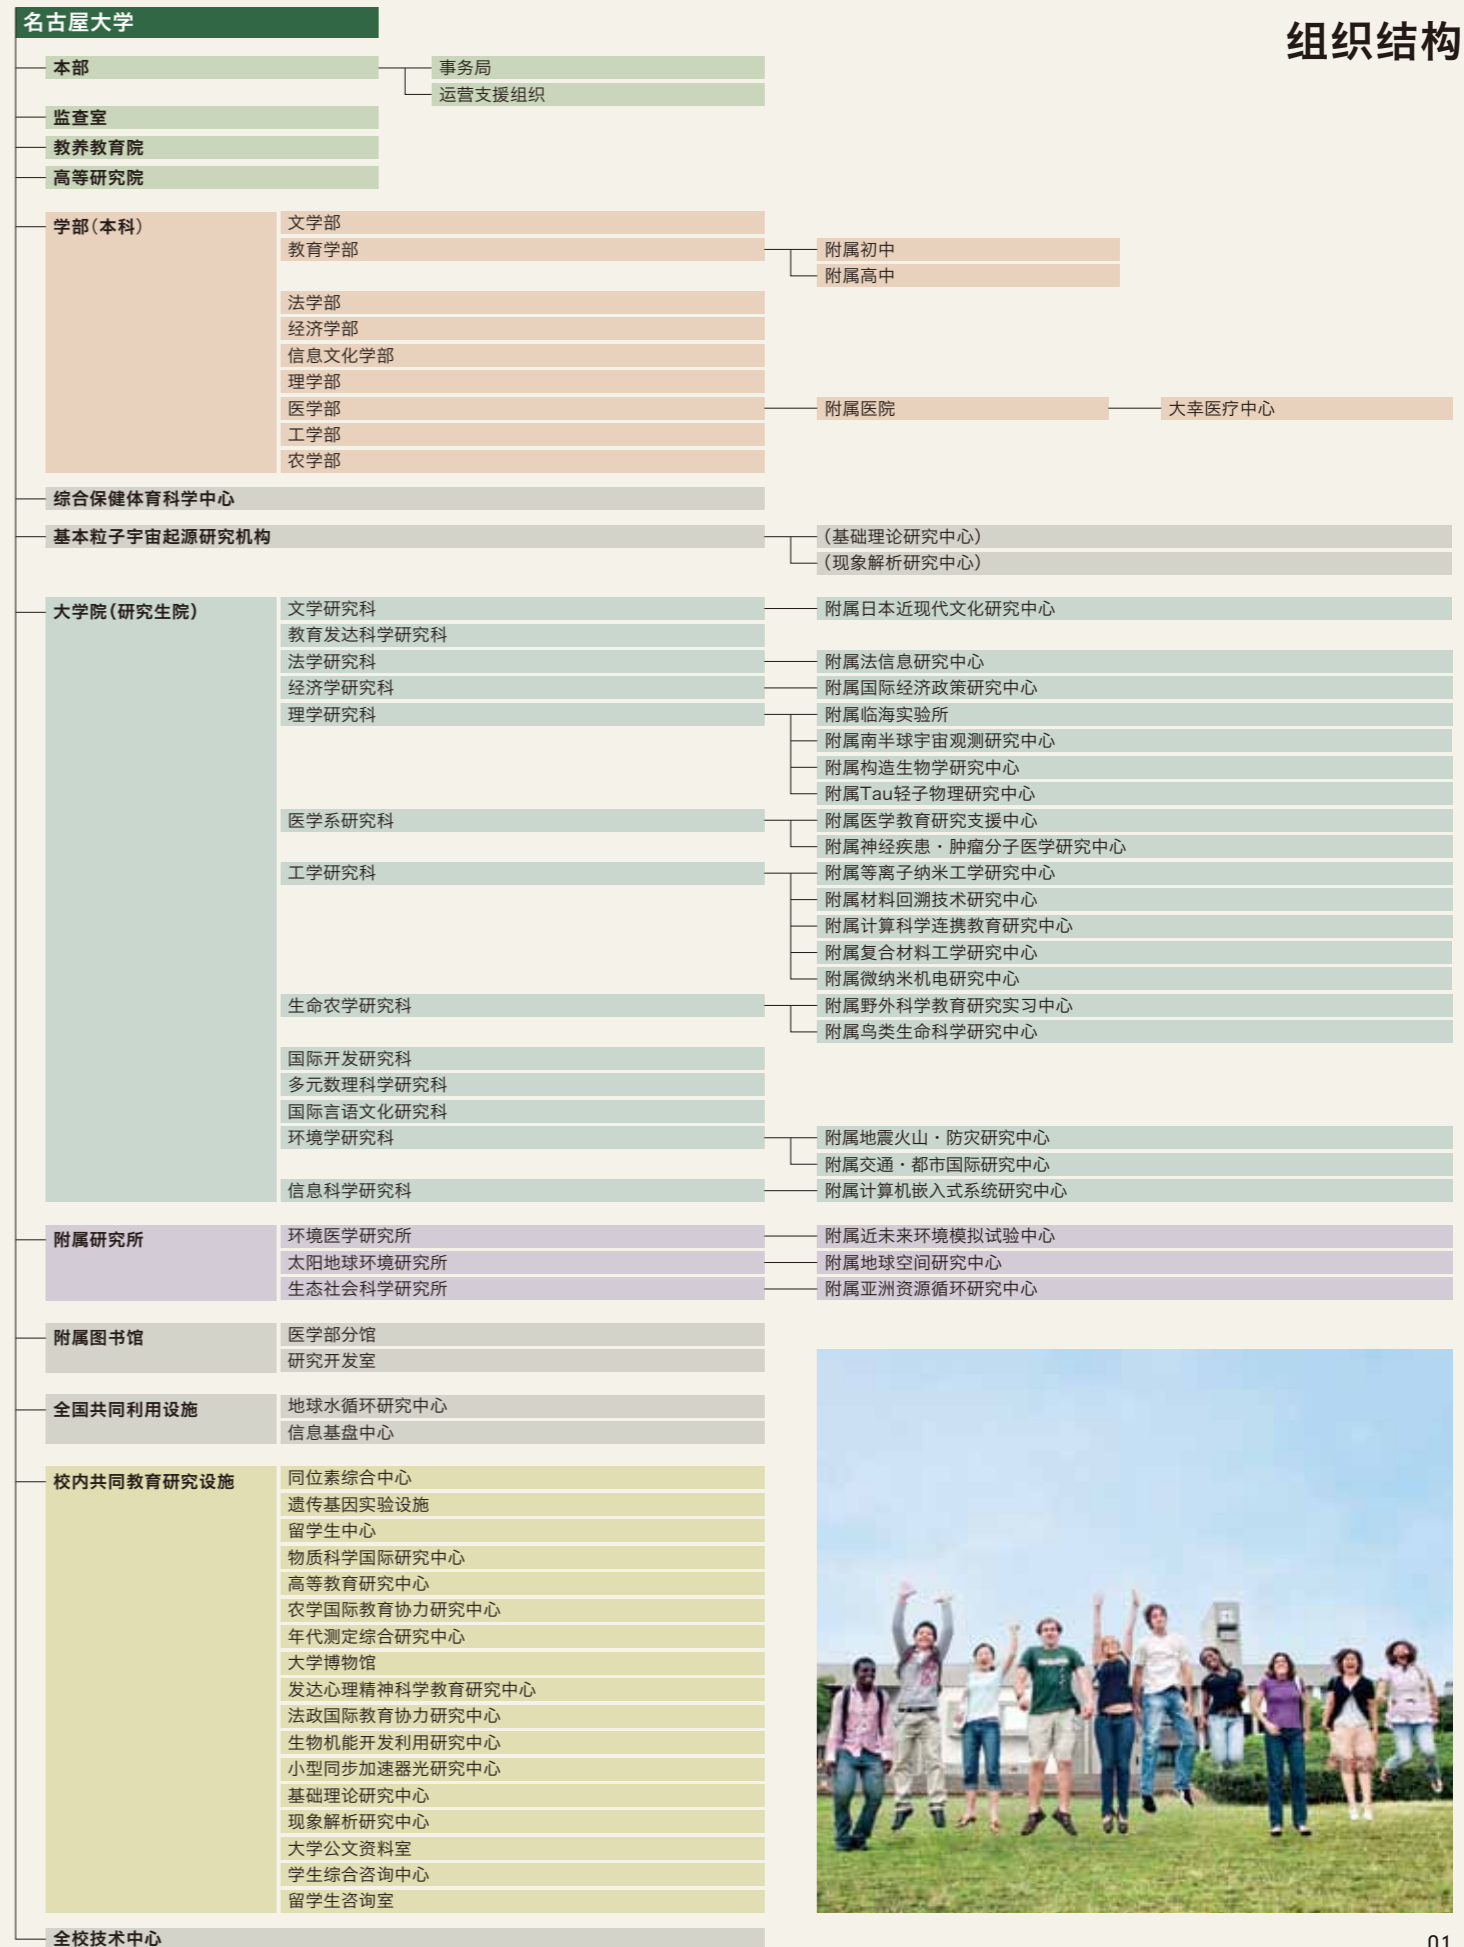 名古屋大学
组织结构
本部
事务局
运营支援组织
监查室
教养教育院
高等研究院
学部(本科)
文学部
教育学部
附属初中
附属高中
法学部
经济学部
信息文化学部
理学部
医学部
附属医院
大幸医疗中心
工学部
农学部
综合保健体育科学中心
基本粒子宇宙起源研究机构
(基础理论研究中心)
(现象解析研究中心)
大学院(研究生院)
文学研究科
附属日本近现代文化研究中心
教育发达科学研究科
法学研究科
附属法信息研究中心
经济学研究科
附属国际经济政策研究中心
理学研究科
附属临海实验所
附属南半球宇宙观测研究中心
附属构造生物学研究中心
附属Tau轻子物理研究中心
医学系研究科
附属医学教育研究支援中心
附属神经疾患・肿瘤分子医学研究中心
工学研究科
附属等离子纳米工学研究中心
附属材料回溯技术研究中心
附属计算科学连携教育研究中心
附属复合材料工学研究中心
附属微纳米机电研究中心
生命农学研究科
附属野外科学教育研究实习中心
附属鸟类生命科学研究中心
国际开发研究科
多元数理科学研究科
国际言语文化研究科
环境学研究科
附属地震火山・防灾研究中心
附属交通・都市国际研究中心
信息科学研究科
附属计算机嵌入式系统研究中心
附属研究所
环境医学研究所
附属近未来环境模拟试验中心
太阳地球环境研究所
附属地球空间研究中心
生态社会科学研究所
附属亚洲资源循环研究中心
附属图书馆
医学部分馆
研究开发室
全国共同利用设施
地球水循环研究中心
信息基盘中心
校内共同教育研究设施
同位素综合中心
遗传基因实验设施
留学生中心
物质科学国际研究中心
高等教育研究中心
农学国际教育协力研究中心
年代测定综合研究中心
大学博物馆
发达心理精神科学教育研究中心
法政国际教育协力研究中心
生物机能开发利用研究中心
小型同步加速器光研究中心
基础理论研究中心
现象解析研究中心
大学公文资料室
学生综合咨询中心
留学生咨询室
全校技术中心
01